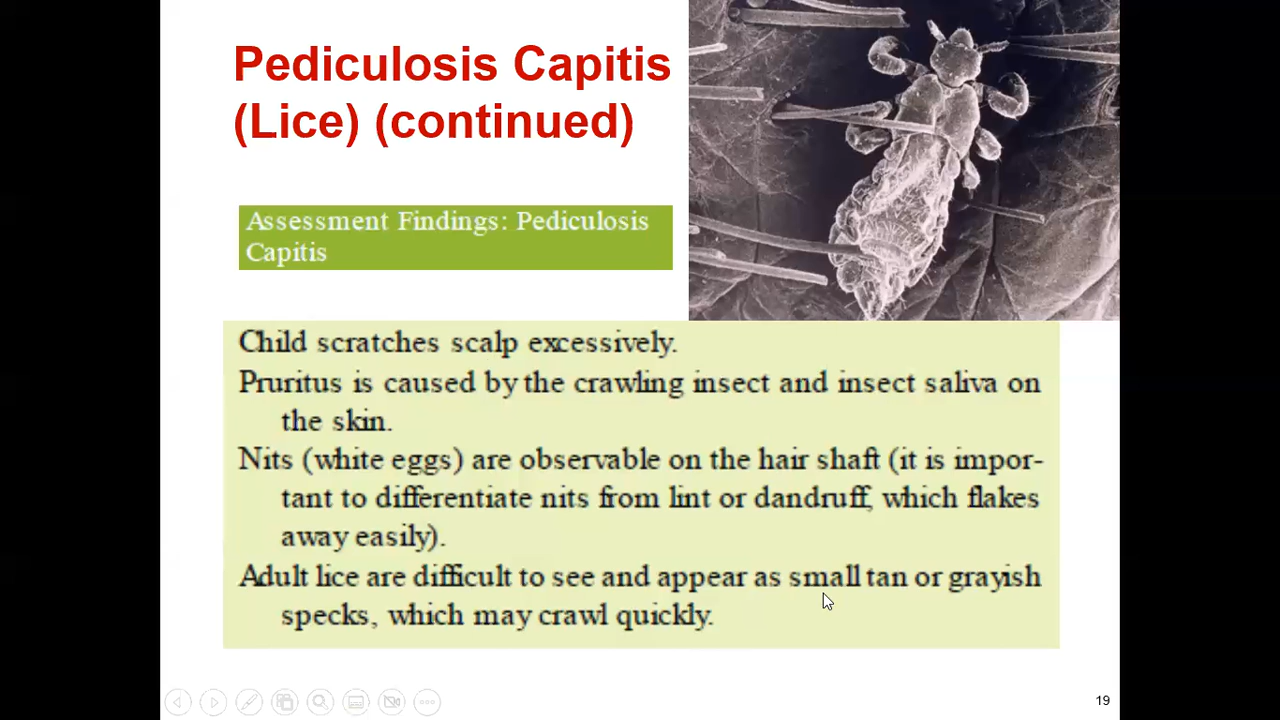 Pediculosis Capitis
(Lice) (continued)
Assessment Findings: Pediculosis
Capitis
Child scratches scalp excessively.
Pruritus is caused by the crawling insect and insect saliva on
the skin.
Nits (white eggs) are observable on the hair shaft (it is impor-
tant to differentiate nits from lint or dandruff, which flakes
away easily).
Adult lice are difficult to see and appear as small tan or grayish
specks, which may crawl quickly.
19